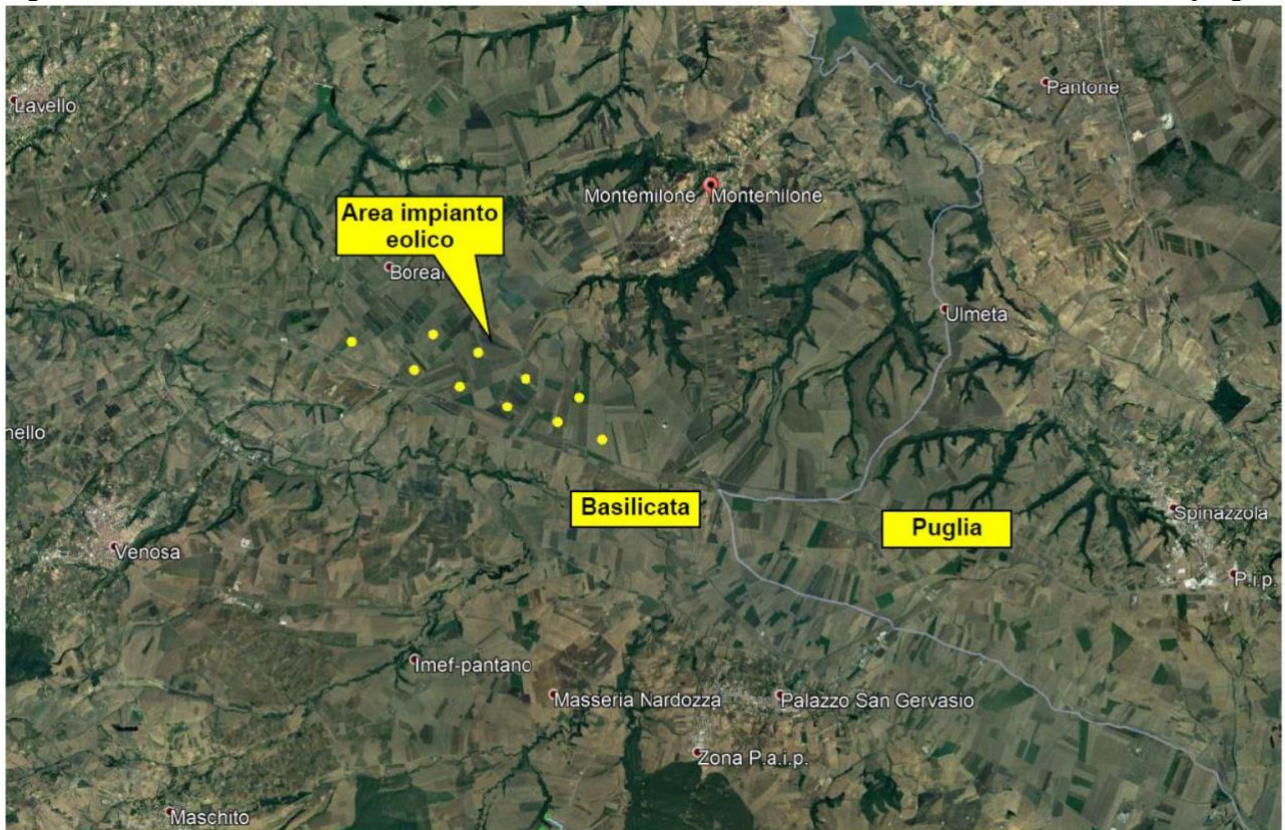 Lavello
Pantone
Montemilone
Montemilone
Area impianto
eolico
Boreal
Ulmeta
nello
Basilicata
Puglia
Spinazzola
Venosa
P.i.p.
Imef-pantano
Masseria Nardozza
Palazzo San Gervasio
Zona P.a.i.p.
Maschito